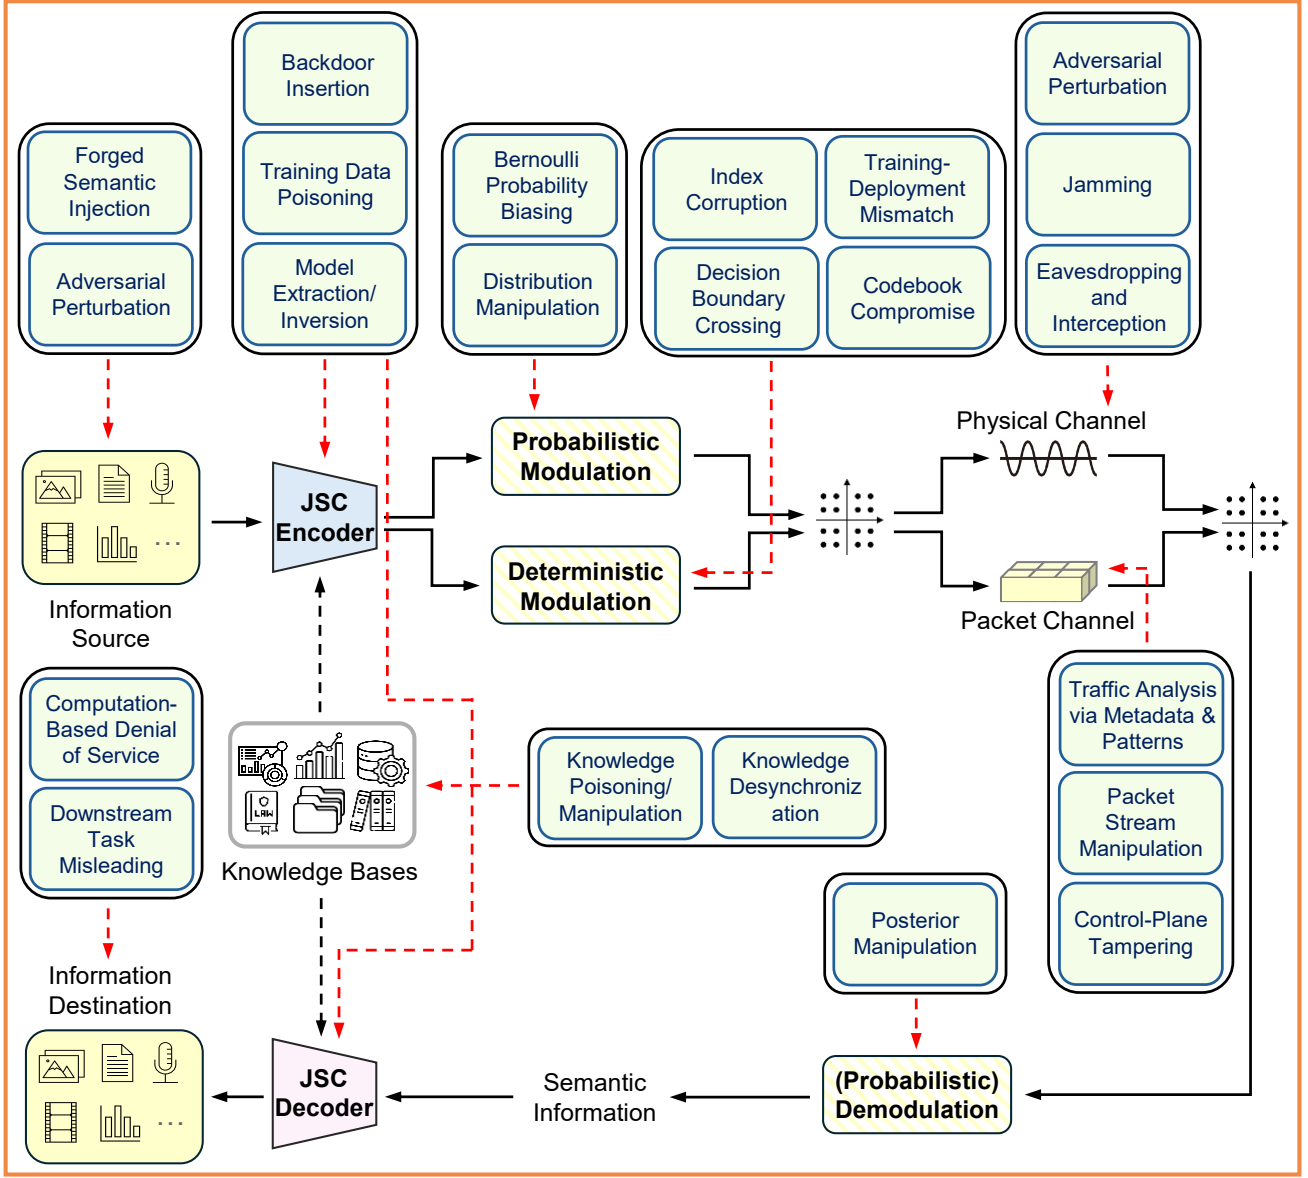 Backdoor
Insertion
Training Data
Poisoning
Model
Extraction/
Inversion
Forged
Semantic
Injection
Adversarial
Perturbation
Bernoulli
Probability
Biasing
Distribution
Manipulation
Index
Corruption
Training-
Deployment
Mismatch
Decision
Boundary
Crossing
Codebook
Compromise
Adversarial
Perturbation
Jamming
Eavesdropping
and
Interception
Information
Source
JSC
Encoder
Probabilistic
Modulation
Deterministic
Modulation
Physical Channel
Packet Channel
Computation-
Based Denial
of Service
Downstream
Task
Misleading
LAW
Knowledge Bases
Knowledge
Poisoning/
Manipulation
Knowledge
Desynchroniz
ation
Traffic Analysis
via Metadata &
Patterns
Packet
Stream
Manipulation
Control-Plane
Tampering
Posterior
Manipulation
Information
Destination
JSC
Decoder
Semantic
Information
(Probabilistic)
Demodulation